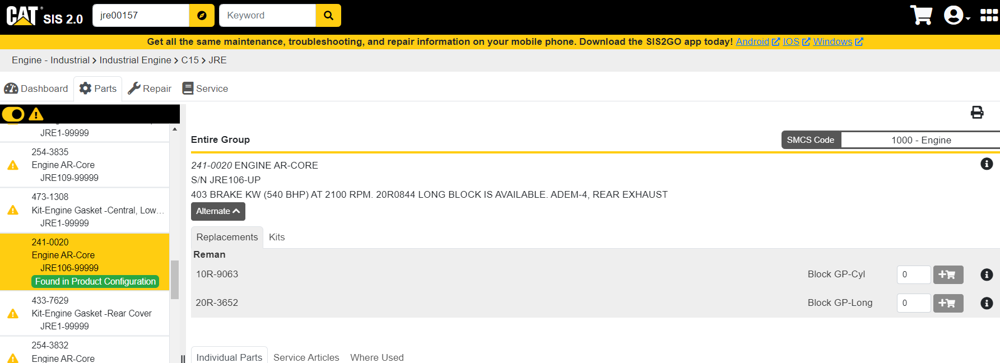 CAT SIS 2.0 jre00157 Keyword
Get all the same maintenance, troubleshooting, and repair information on your mobile phone. Download the SIS2GO app today! Android IOS Windows
Engine - Industrial > Industrial Engine > C15 > JRE
Dashboard Parts Repair Service
JRE1-99999
254-3835
Engine AR-Core
JRE109-99999
473-1308
Kit-Engine Gasket -Central, Low...
JRE1-99999
241-0020
Engine AR-Core
JRE106-99999
Found in Product Configuration
433-7629
Kit-Engine Gasket -Rear Cover
JRE1-99999
254-3832
Engine AR-Core
Entire Group
SMCS Code 1000 - Engine
241-0020 ENGINE AR-CORE
S/N JRE106-UP
403 BRAKE KW (540 BHP) AT 2100 RPM. 20R0844 LONG BLOCK IS AVAILABLE. ADEM-4, REAR EXHAUST
Alternate
Replacements Kits
Reman
10R-9063 Block GP-Cyl 0
20R-3652 Block GP-Long 0
Individual Parts Service Articles Where Used